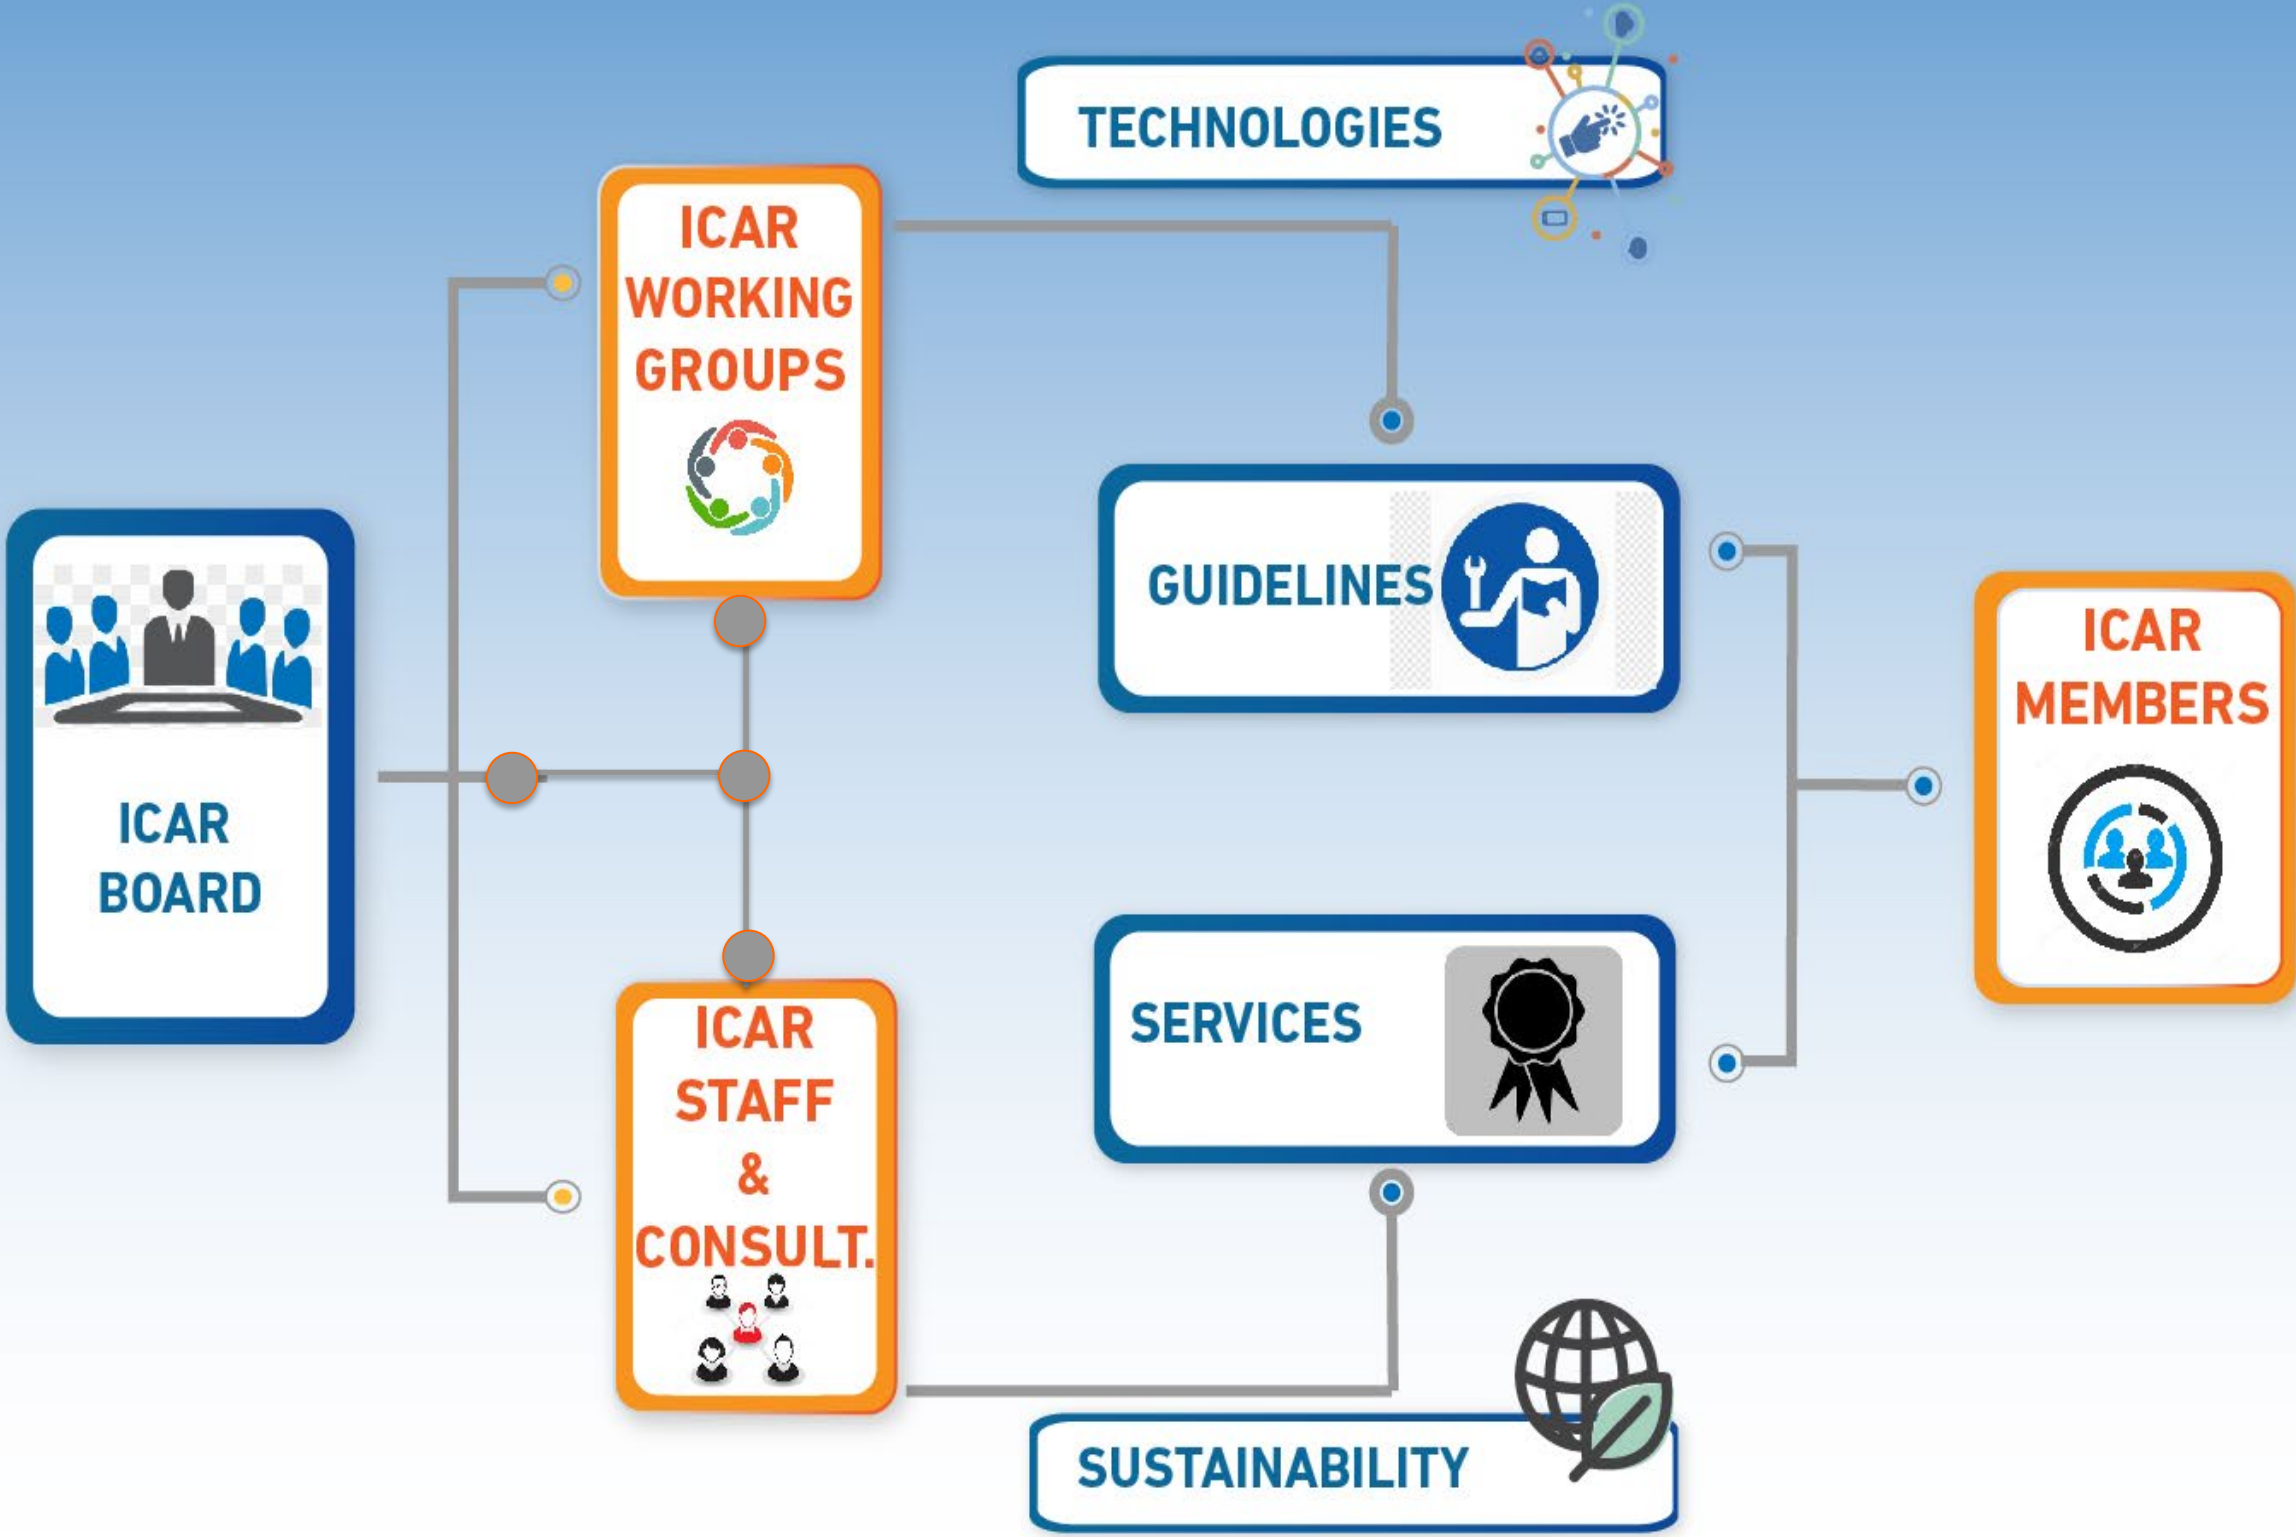 TECHNOLOGIES
ICAR
WORKING
GROUPS
GUIDELINES
ICAR
MEMBERS
ICAR
BOARD
SERVICES
ICAR
STAFF
&
CONSULT.
SUSTAINABILITY